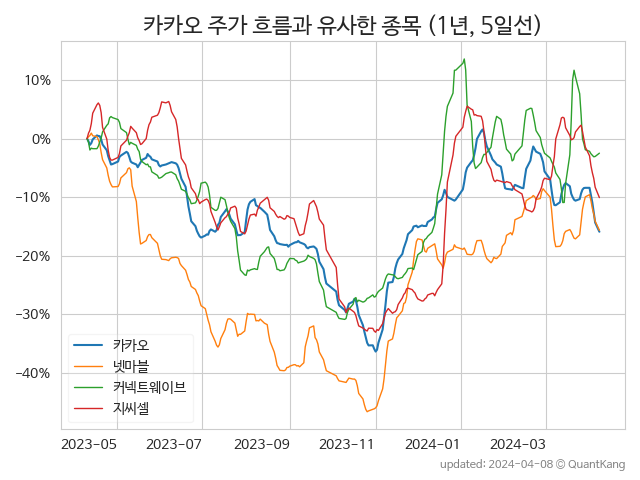 카카오 주가 흐름과 유사한 종목 (1년, 5일선)
10%
0%
−10%
−20%
−30%
−40%
카카오
넷마블
커넥트웨이브
지씨셀
2023-05 2023-07 2023-09 2023-11 2024-01 2024-03
updated: 2024-04-08 © QuantKang